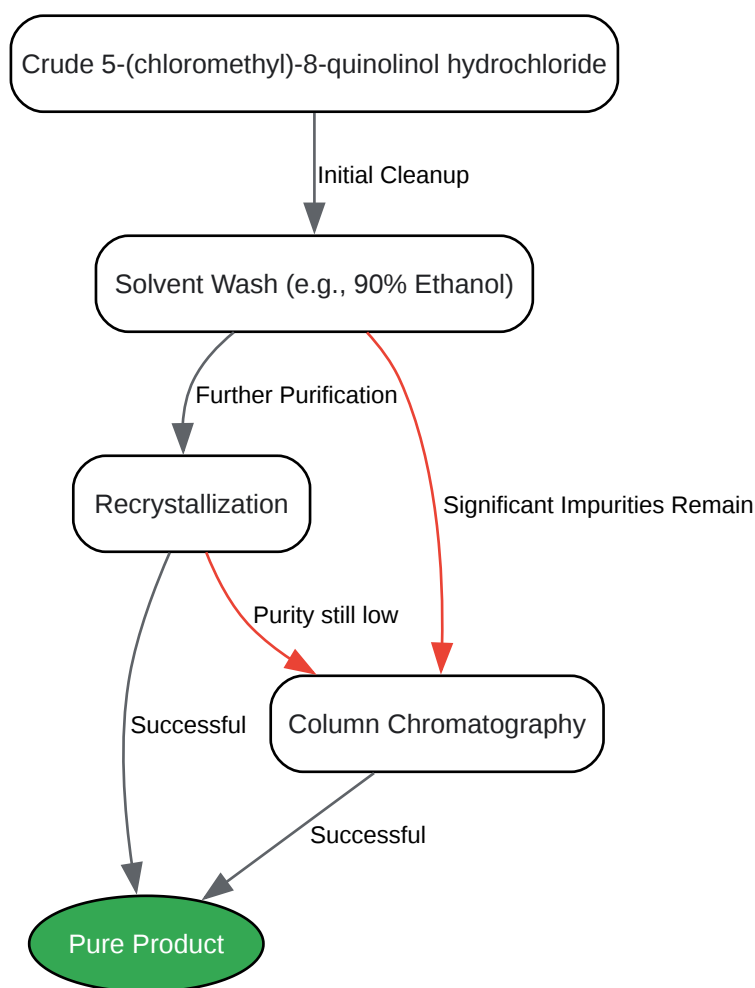 Crude 5-(chloromethyl)-8-quinolinol hydrochloride
Initial Cleanup
Solvent Wash (e.g., 90% Ethanol)
Further Purification
Recrystallization
Significant Impurities Remain
Purity still low
Successful
Column Chromatography
Successful
Pure Product